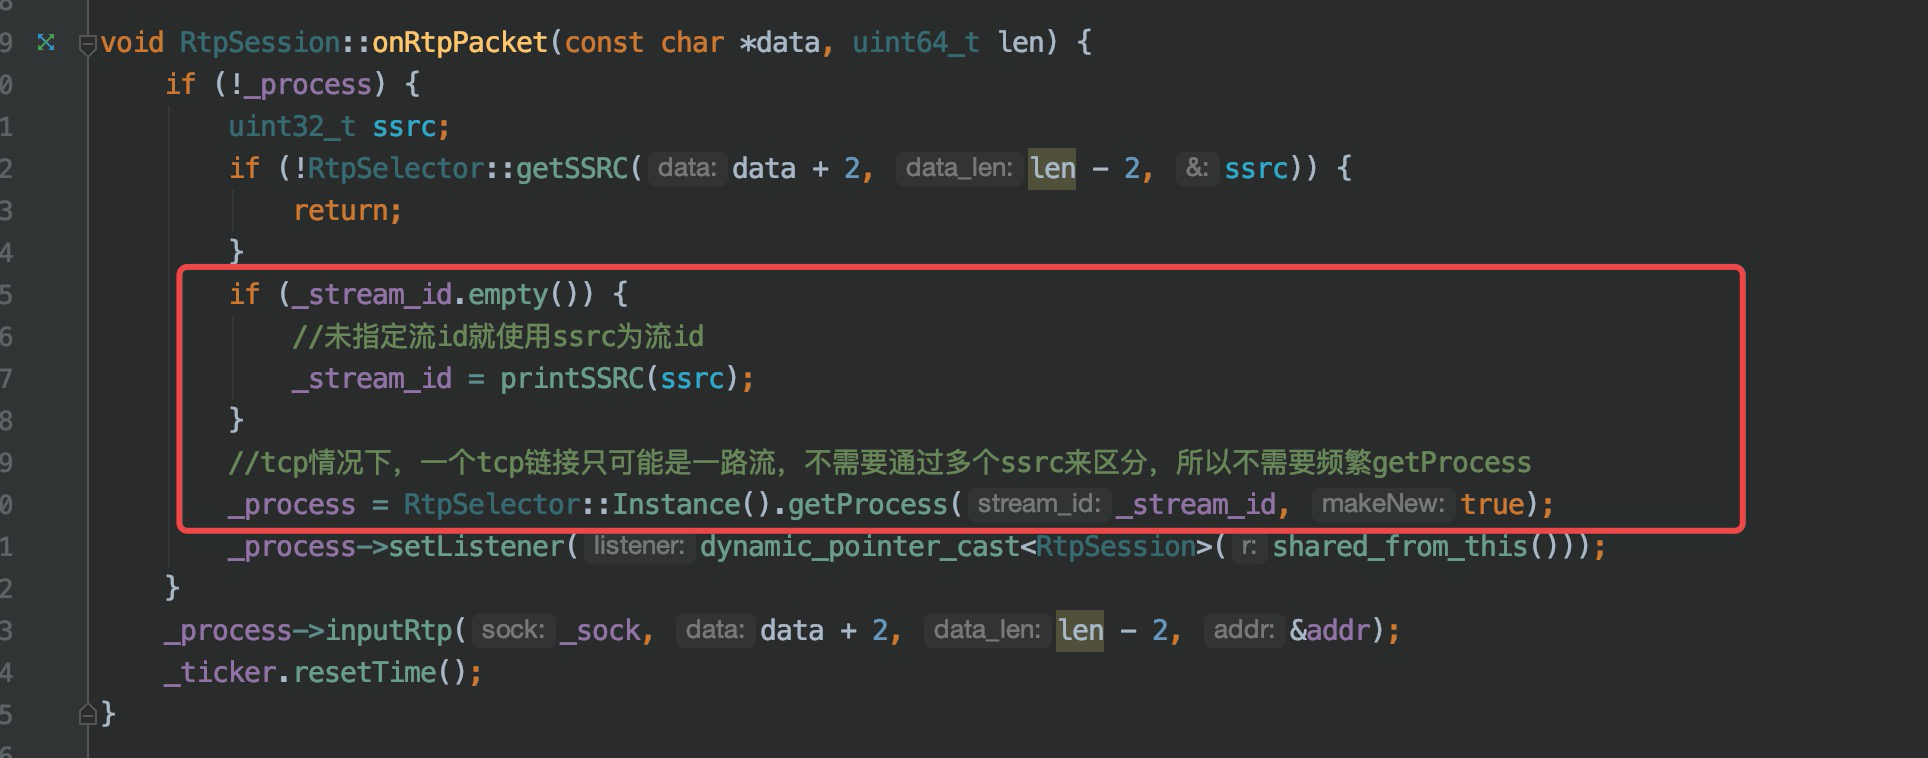 9 void RtpSession::onRtpPacket(const char *data, uint64_t len) {
0 if (!_process) {
1 uint32_t ssrc;
2 if (!RtpSelector::getSSRC( data: data + 2, data_len: len - 2, &: ssrc)) {
3 return;
4 }
5 if (_stream_id.empty()) {
6 //未指定流id就使用ssrc为流id
7 _stream_id = printSSRC(ssrc);
8 }
9 //tcp情况下，一个tcp链接只可能是一路流，不需要通过多个ssrc来区分，所以不需要频繁getProcess
0 _process = RtpSelector::Instance().getProcess( stream_id: _stream_id, makeNew: true);
1 _process->setListener( listener: dynamic_pointer_cast<RtpSession>( r: shared_from_this()));
2 }
3 _process->inputRtp( sock: _sock, data: data + 2, data_len: len - 2, addr: &addr);
4 _ticker.resetTime();
5 }